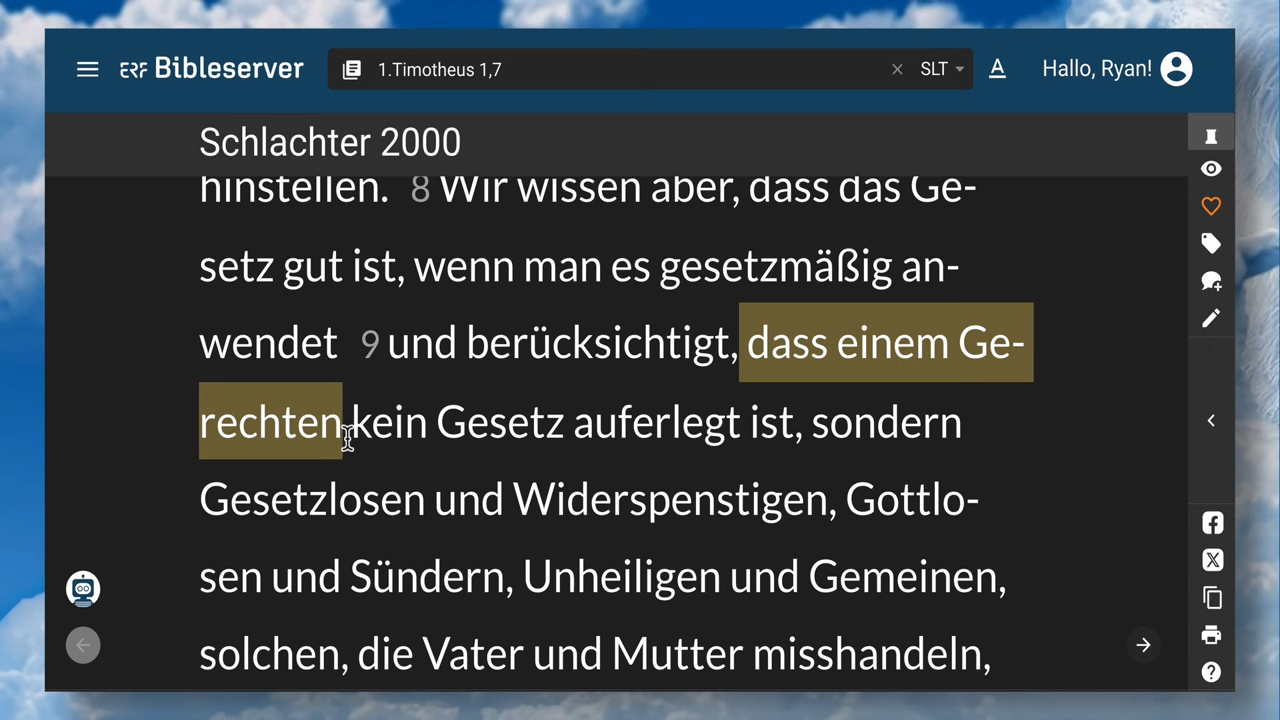 ERF Bibleserver
1.Timotheus 1,7
SLT
A
Hallo, Ryan!
Schlachter 2000
hinstellen. 8 Wir wissen aber, dass das Ge-
setz gut ist, wenn man es gesetzmäßig an-
wendet 9 und berücksichtigt, dass einem Ge-
rechten kein Gesetz auferlegt ist, sondern
Gesetzlosen und Widerspenstigen, Gottlo-
sen und Sündern, Unheiligen und Gemeinen,
solchen, die Vater und Mutter misshandeln,